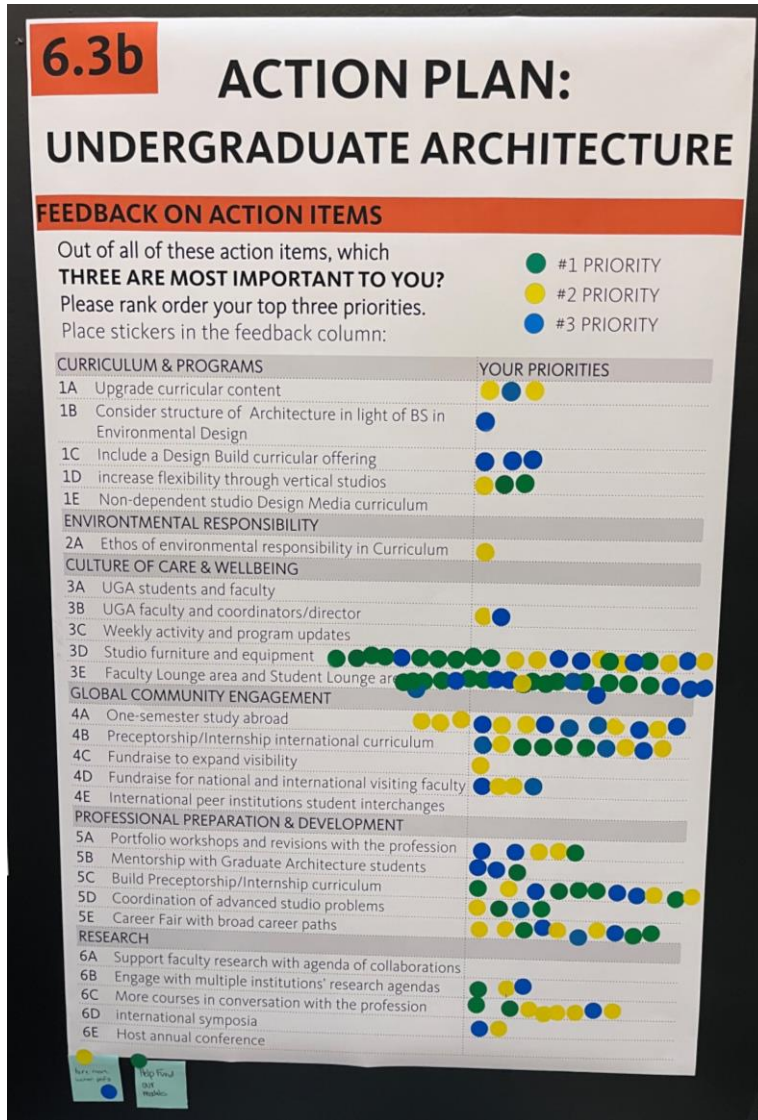 6.3b
ACTION PLAN:
UNDERGRADUATE ARCHITECTURE
FEEDBACK ON ACTION ITEMS
Out of all of these action items, which
THREE ARE MOST IMPORTANT TO YOU?
Please rank order your top three priorities.
Place stickers in the feedback column:
#1 PRIORITY
#2 PRIORITY
#3 PRIORITY
CURRICULUM & PROGRAMS YOUR PRIORITIES
1A Upgrade curricular content
1B Consider structure of Architecture in light of BS in
Environmental Design
1C Include a Design Build curricular offering
1D increase flexibility through vertical studios
1E Non-dependent studio Design Media curriculum
ENVIRONTMENTAL RESPONSIBILITY
2A Ethos of environmental responsibility in Curriculum
CULTURE OF CARE & WELLBEING
3A UGA students and faculty
3B UGA faculty and coordinators/director
3C Weekly activity and program updates
3D Studio furniture and equipment
3E Faculty Lounge area and Student Lounge are
GLOBAL COMMUNITY ENGAGEMENT
4A One-semester study abroad
4B Preceptorship/Internship international curriculum
4C Fundraise to expand visibility
4D Fundraise for national and international visiting faculty
4E International peer institutions student interchanges
PROFESSIONAL PREPARATION & DEVELOPMENT
5A Portfolio workshops and revisions with the profession
5B Mentorship with Graduate Architecture students
5C Build Preceptorship/Internship curriculum
5D Coordination of advanced studio problems
5E Career Fair with broad career paths
RESEARCH
6A Support faculty research with agenda of collaborations
6B Engage with multiple institutions' research agendas
6C More courses in conversation with the profession
6D international symposia
6E Host annual conference
Help Fund
our